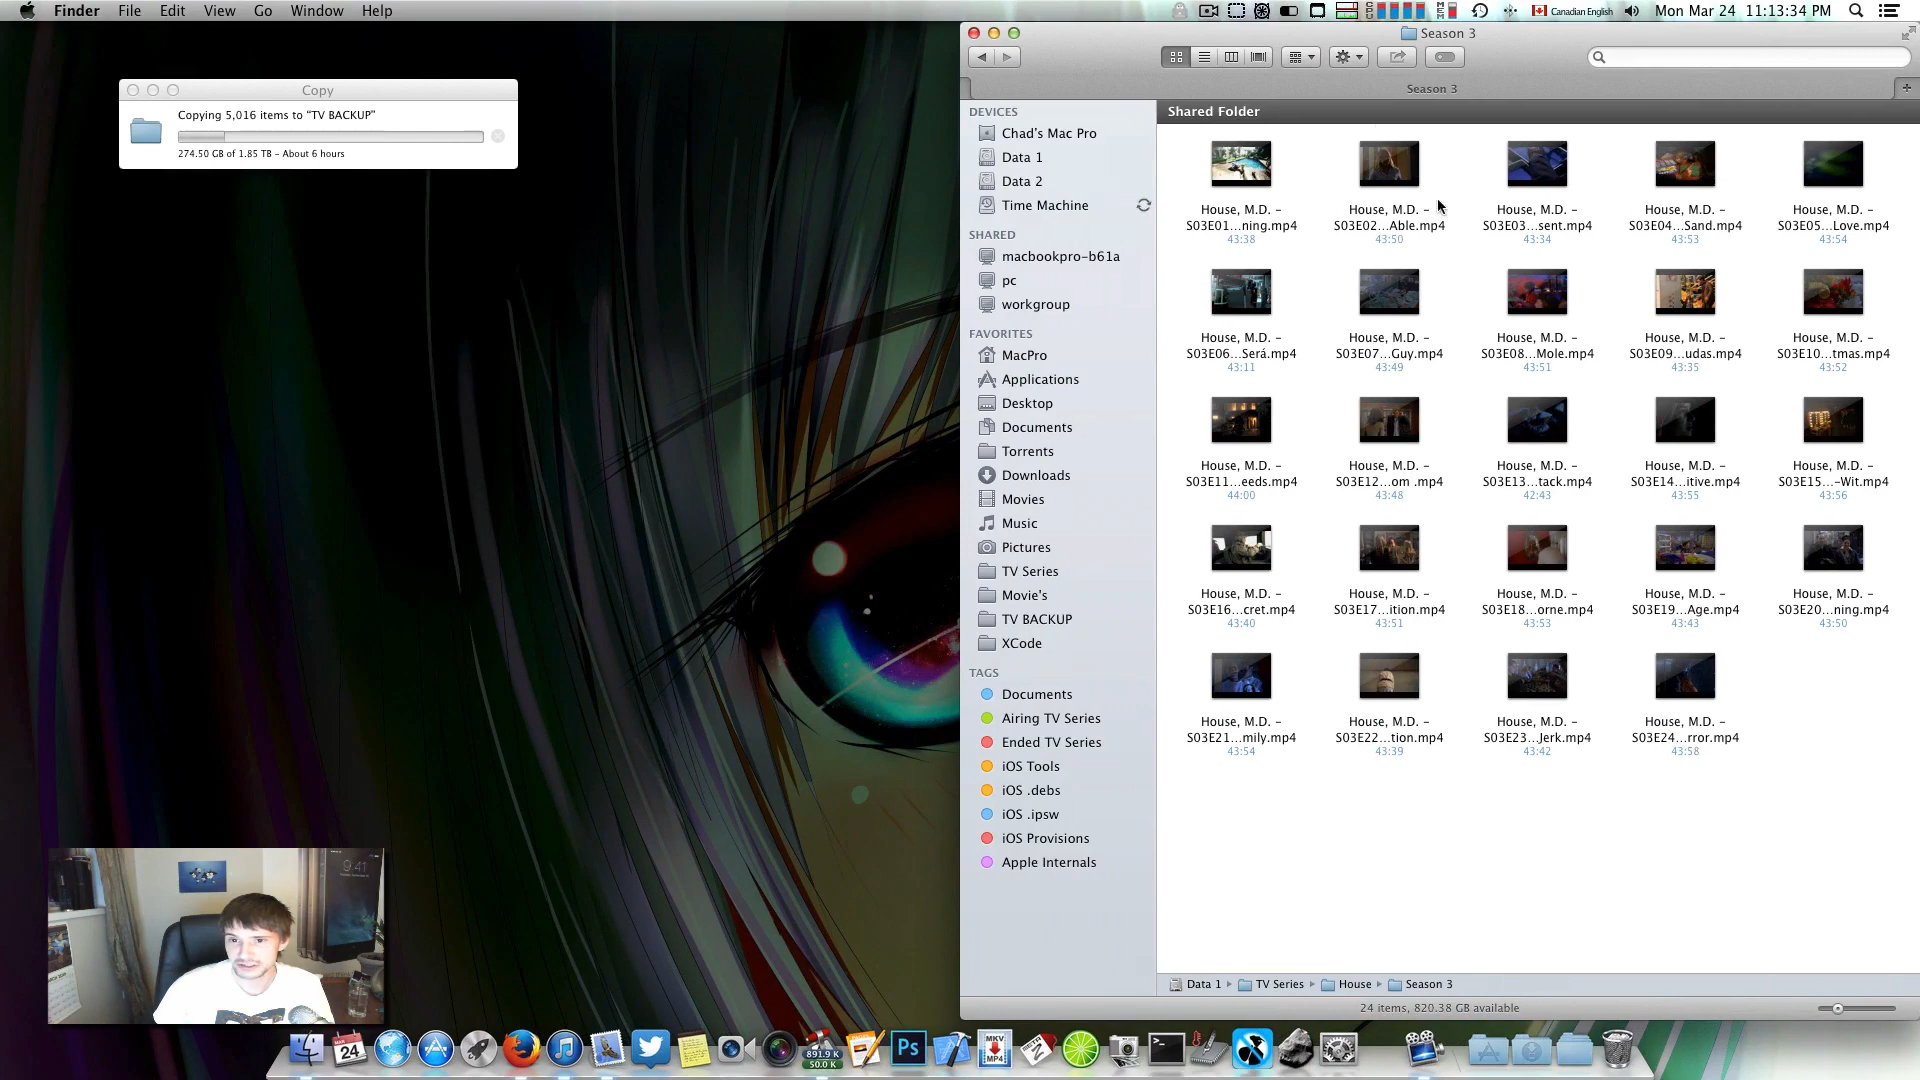 Finder File Edit View Go Window Help
Canadian English Mon Mar 24 11:13:34 PM
Copy
Copying 5,016 items to “TV BACKUP”
274.50 GB of 1.85 TB – About 6 hours
Season 3
Season 3
DEVICES
Chad's Mac Pro
Data 1
Data 2
Time Machine
SHARED
macbookpro-b61a
pc
workgroup
FAVORITES
MacPro
Applications
Desktop
Documents
Torrents
Downloads
Movies
Music
Pictures
TV Series
Movie's
TV BACKUP
XCode
TAGS
Documents
Airing TV Series
Ended TV Series
iOS Tools
iOS .debs
iOS .ipsw
iOS Provisions
Apple Internals
Shared Folder
House, M.D. – House, M.D. – House, M.D. – House, M.D. – House, M.D. –
S03E01...ning.mp4 S03E02...Able.mp4 S03E03...sent.mp4 S03E04...Sand.mp4 S03E05...Love.mp4
43:38 43:50 43:34 43:53 43:54
House, M.D. – House, M.D. – House, M.D. – House, M.D. – House, M.D. –
S03E06...Será.mp4 S03E07...Guy.mp4 S03E08...Mole.mp4 S03E09...udas.mp4 S03E10...tmas.mp4
43:11 43:49 43:51 43:35 43:52
House, M.D. – House, M.D. – House, M.D. – House, M.D. – House, M.D. –
S03E11...eeds.mp4 S03E12...om .mp4 S03E13...tack.mp4 S03E14...itive.mp4 S03E15...-Wit.mp4
44:00 43:48 42:43 43:55 43:56
House, M.D. – House, M.D. – House, M.D. – House, M.D. – House, M.D. –
S03E16...cret.mp4 S03E17...ition.mp4 S03E18...orne.mp4 S03E19...Age.mp4 S03E20...ning.mp4
43:40 43:51 43:53 43:43 43:50
House, M.D. – House, M.D. – House, M.D. – House, M.D. –
S03E21...mily.mp4 S03E22...tion.mp4 S03E23...Jerk.mp4 S03E24...rror.mp4
43:54 43:39 43:42 43:58
Data 1 ▸ TV Series ▸ House ▸ Season 3
24 items, 820.38 GB available
9:41
MAR
24
891.9 K
50.0 K
Ps
MKV
MP4